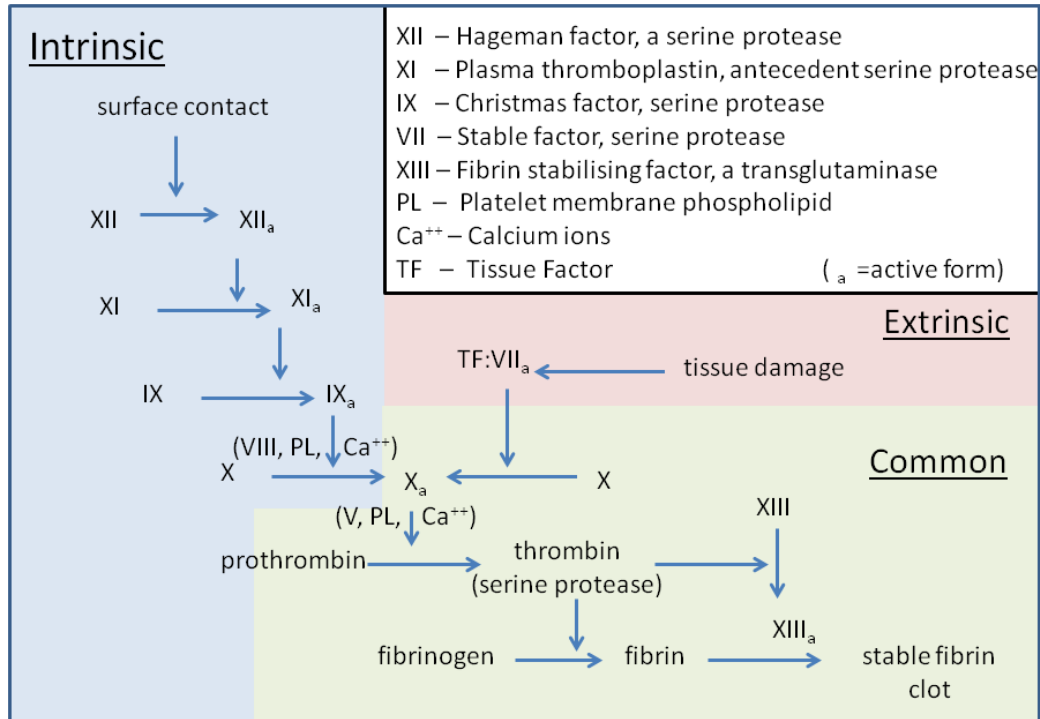 Intrinsic
XII – Hageman factor, a serine protease
XI – Plasma thromboplastin, antecedent serine protease
IX – Christmas factor, serine protease
VII – Stable factor, serine protease
XIII – Fibrin stabilising factor, a transglutaminase
PL – Platelet membrane phospholipid
Ca⁺⁺ – Calcium ions
TF – Tissue Factor ( ₐ =active form)
surface contact
XII XIIₐ
XI XIₐ
Extrinsic
TF:VIIₐ tissue damage
IX IXₐ
(VIII, PL, Ca⁺⁺)
Common
X Xₐ X
(V, PL, Ca⁺⁺)
XIII
prothrombin thrombin
(serine protease)
XIIIₐ
fibrinogen fibrin stable fibrin
clot